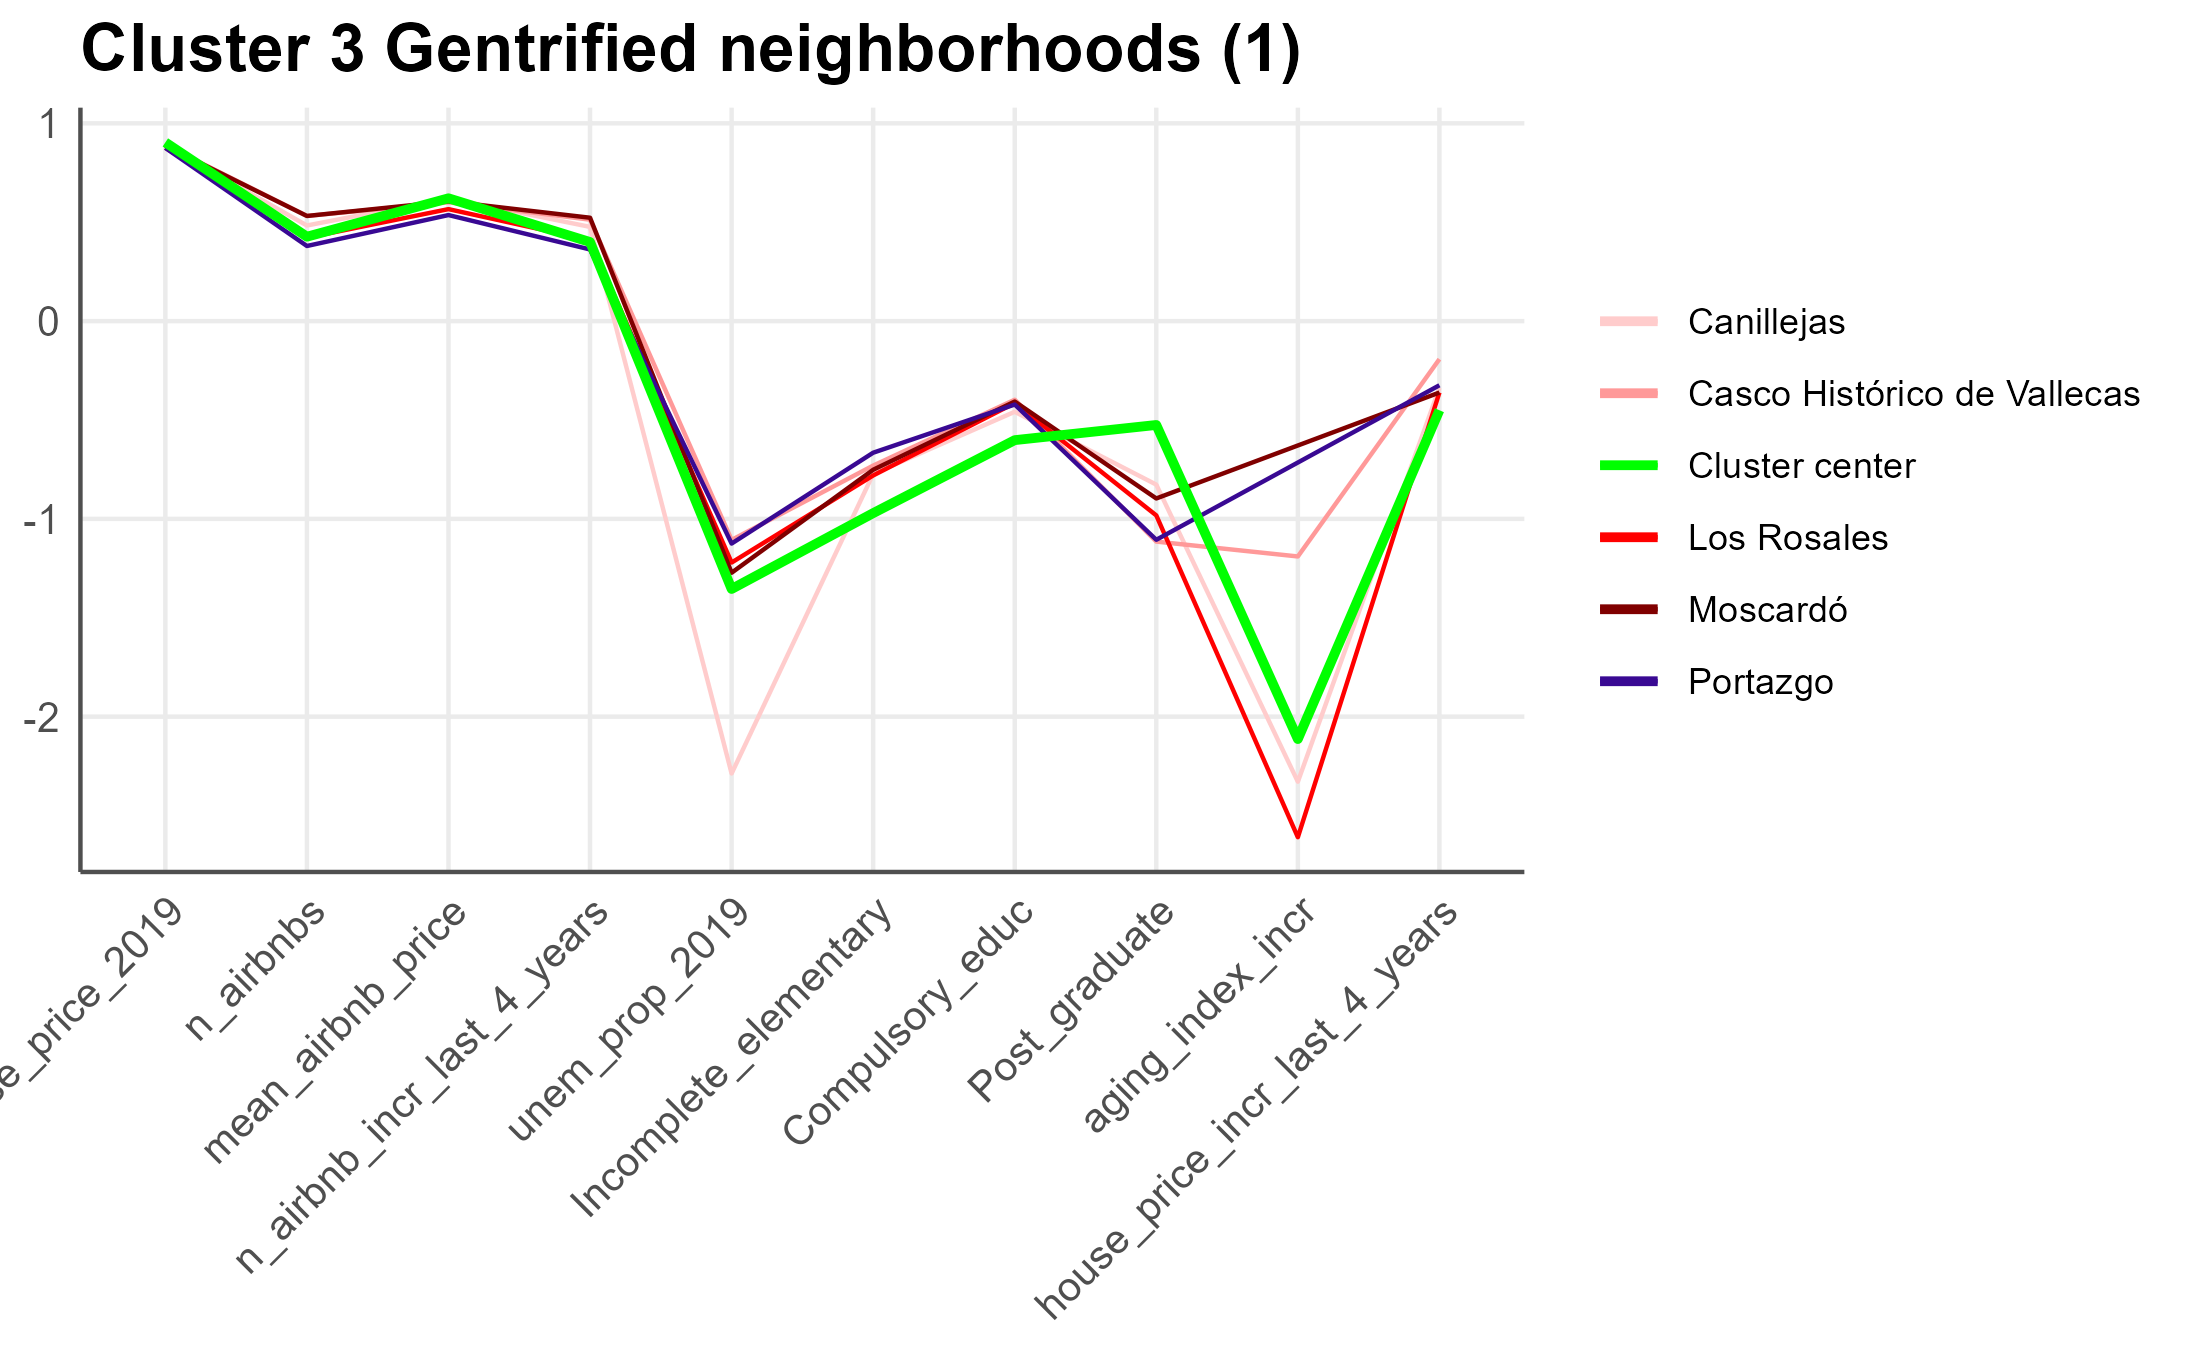 Cluster 3 Gentrified neighborhoods (1)
1
0
-1
-2
Canillejas
Casco Histórico de Vallecas
Cluster center
Los Rosales
Moscardó
Portazgo
se_price_2019
n_airbnbs
mean_airbnb_price
n_airbnb_incr_last_4_years
unem_prop_2019
Incomplete_elementary
Compulsory_educ
Post_graduate
aging_index_incr
house_price_incr_last_4_years